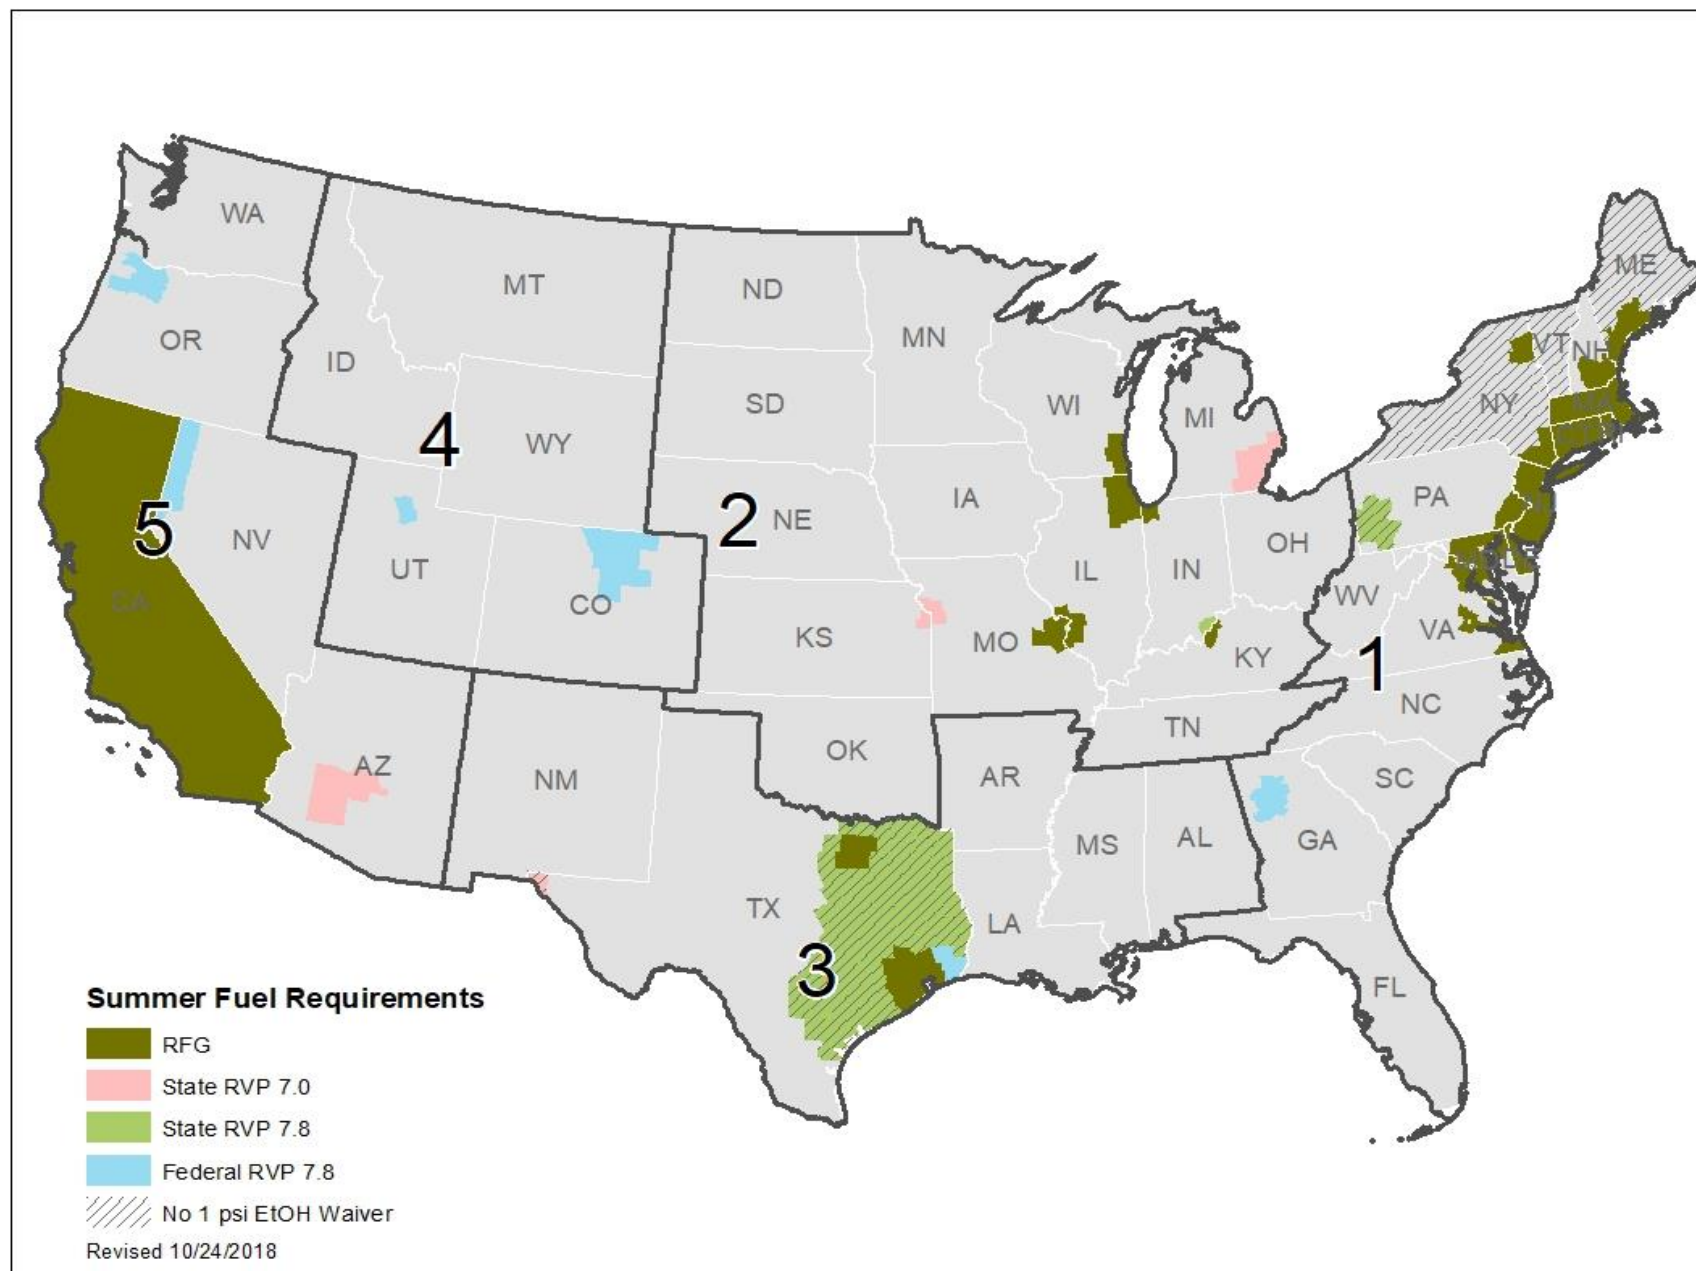 WA
MT
ND
ME
OR
ID
MN
VT
NH
SD
WI
MI
NY
MA
4
WY
IA
PA
5
NV
2
NE
OH
UT
IL
IN
CA
CO
WV
KS
MO
VA
KY
1
NC
TN
AZ
OK
NM
AR
SC
MS
AL
GA
TX
LA
3
FL
Summer Fuel Requirements
RFG
State RVP 7.0
State RVP 7.8
Federal RVP 7.8
No 1 psi EtOH Waiver
Revised 10/24/2018